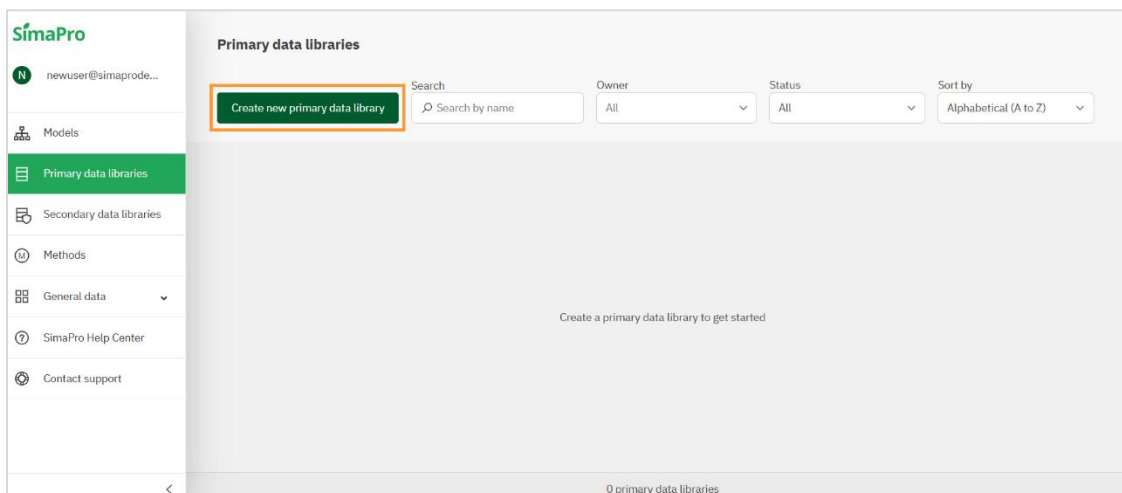 SimaPro
N newuser@simaprode...
Models
Primary data libraries
Secondary data libraries
M Methods
General data
? SimaPro Help Center
Contact support
Primary data libraries
Create new primary data library
Search
Search by name
Owner
All
Status
All
Sort by
Alphabetical (A to Z)
Create a primary data library to get started
0 primary data libraries